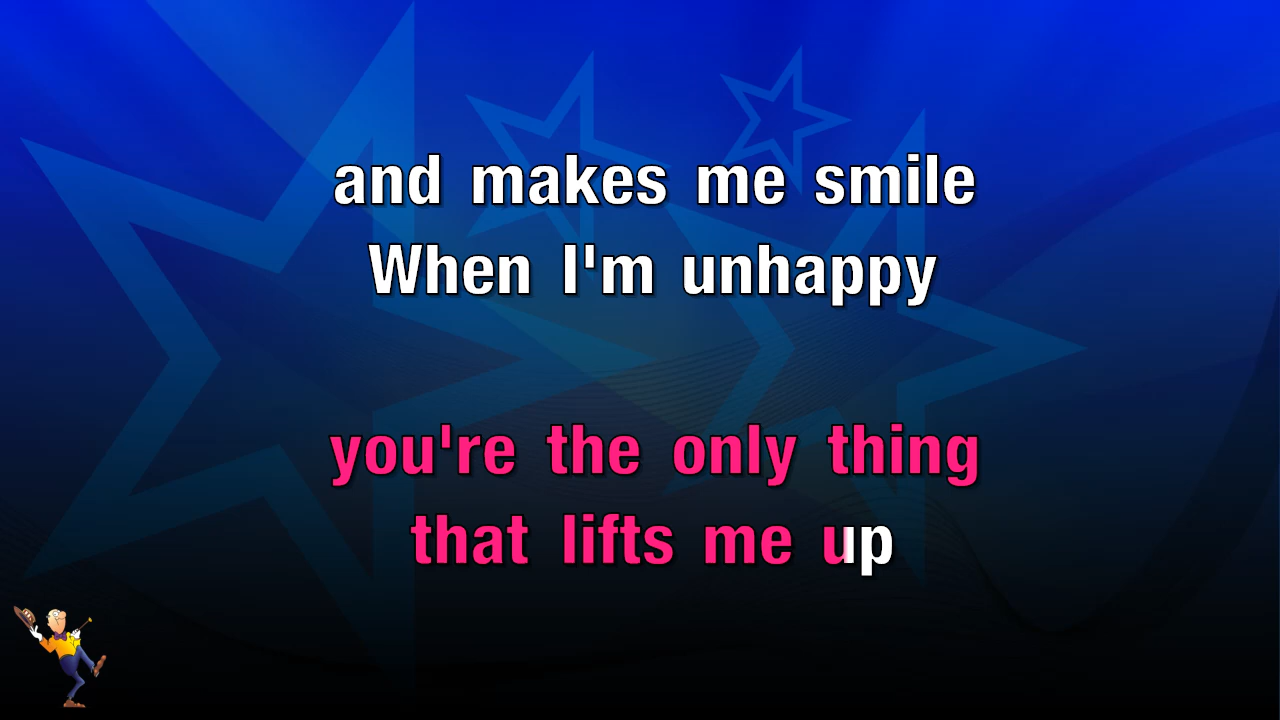 and makes me smile
When I'm unhappy
you're the only thing
that lifts me up